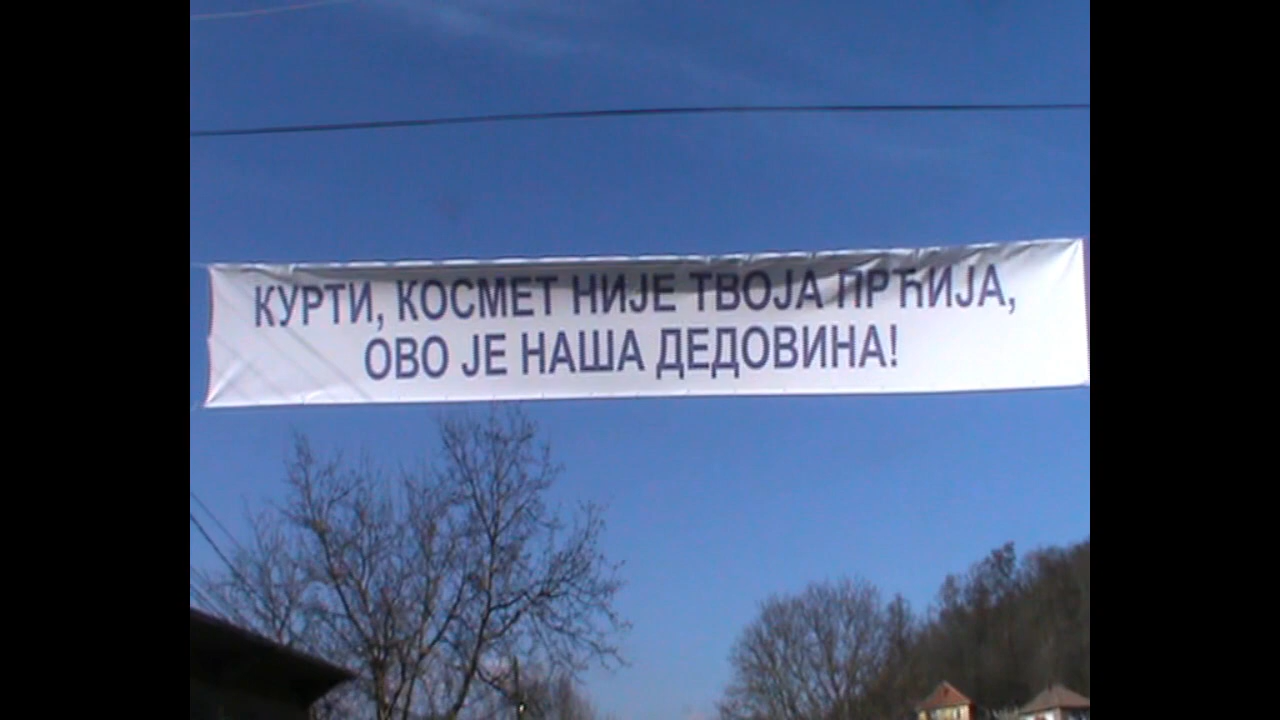 КУРТИ, КОСМЕТ НИЈЕ ТВОЈА ПРЋИЈА,
ОВО ЈЕ НАША ДЕДОВИНА!